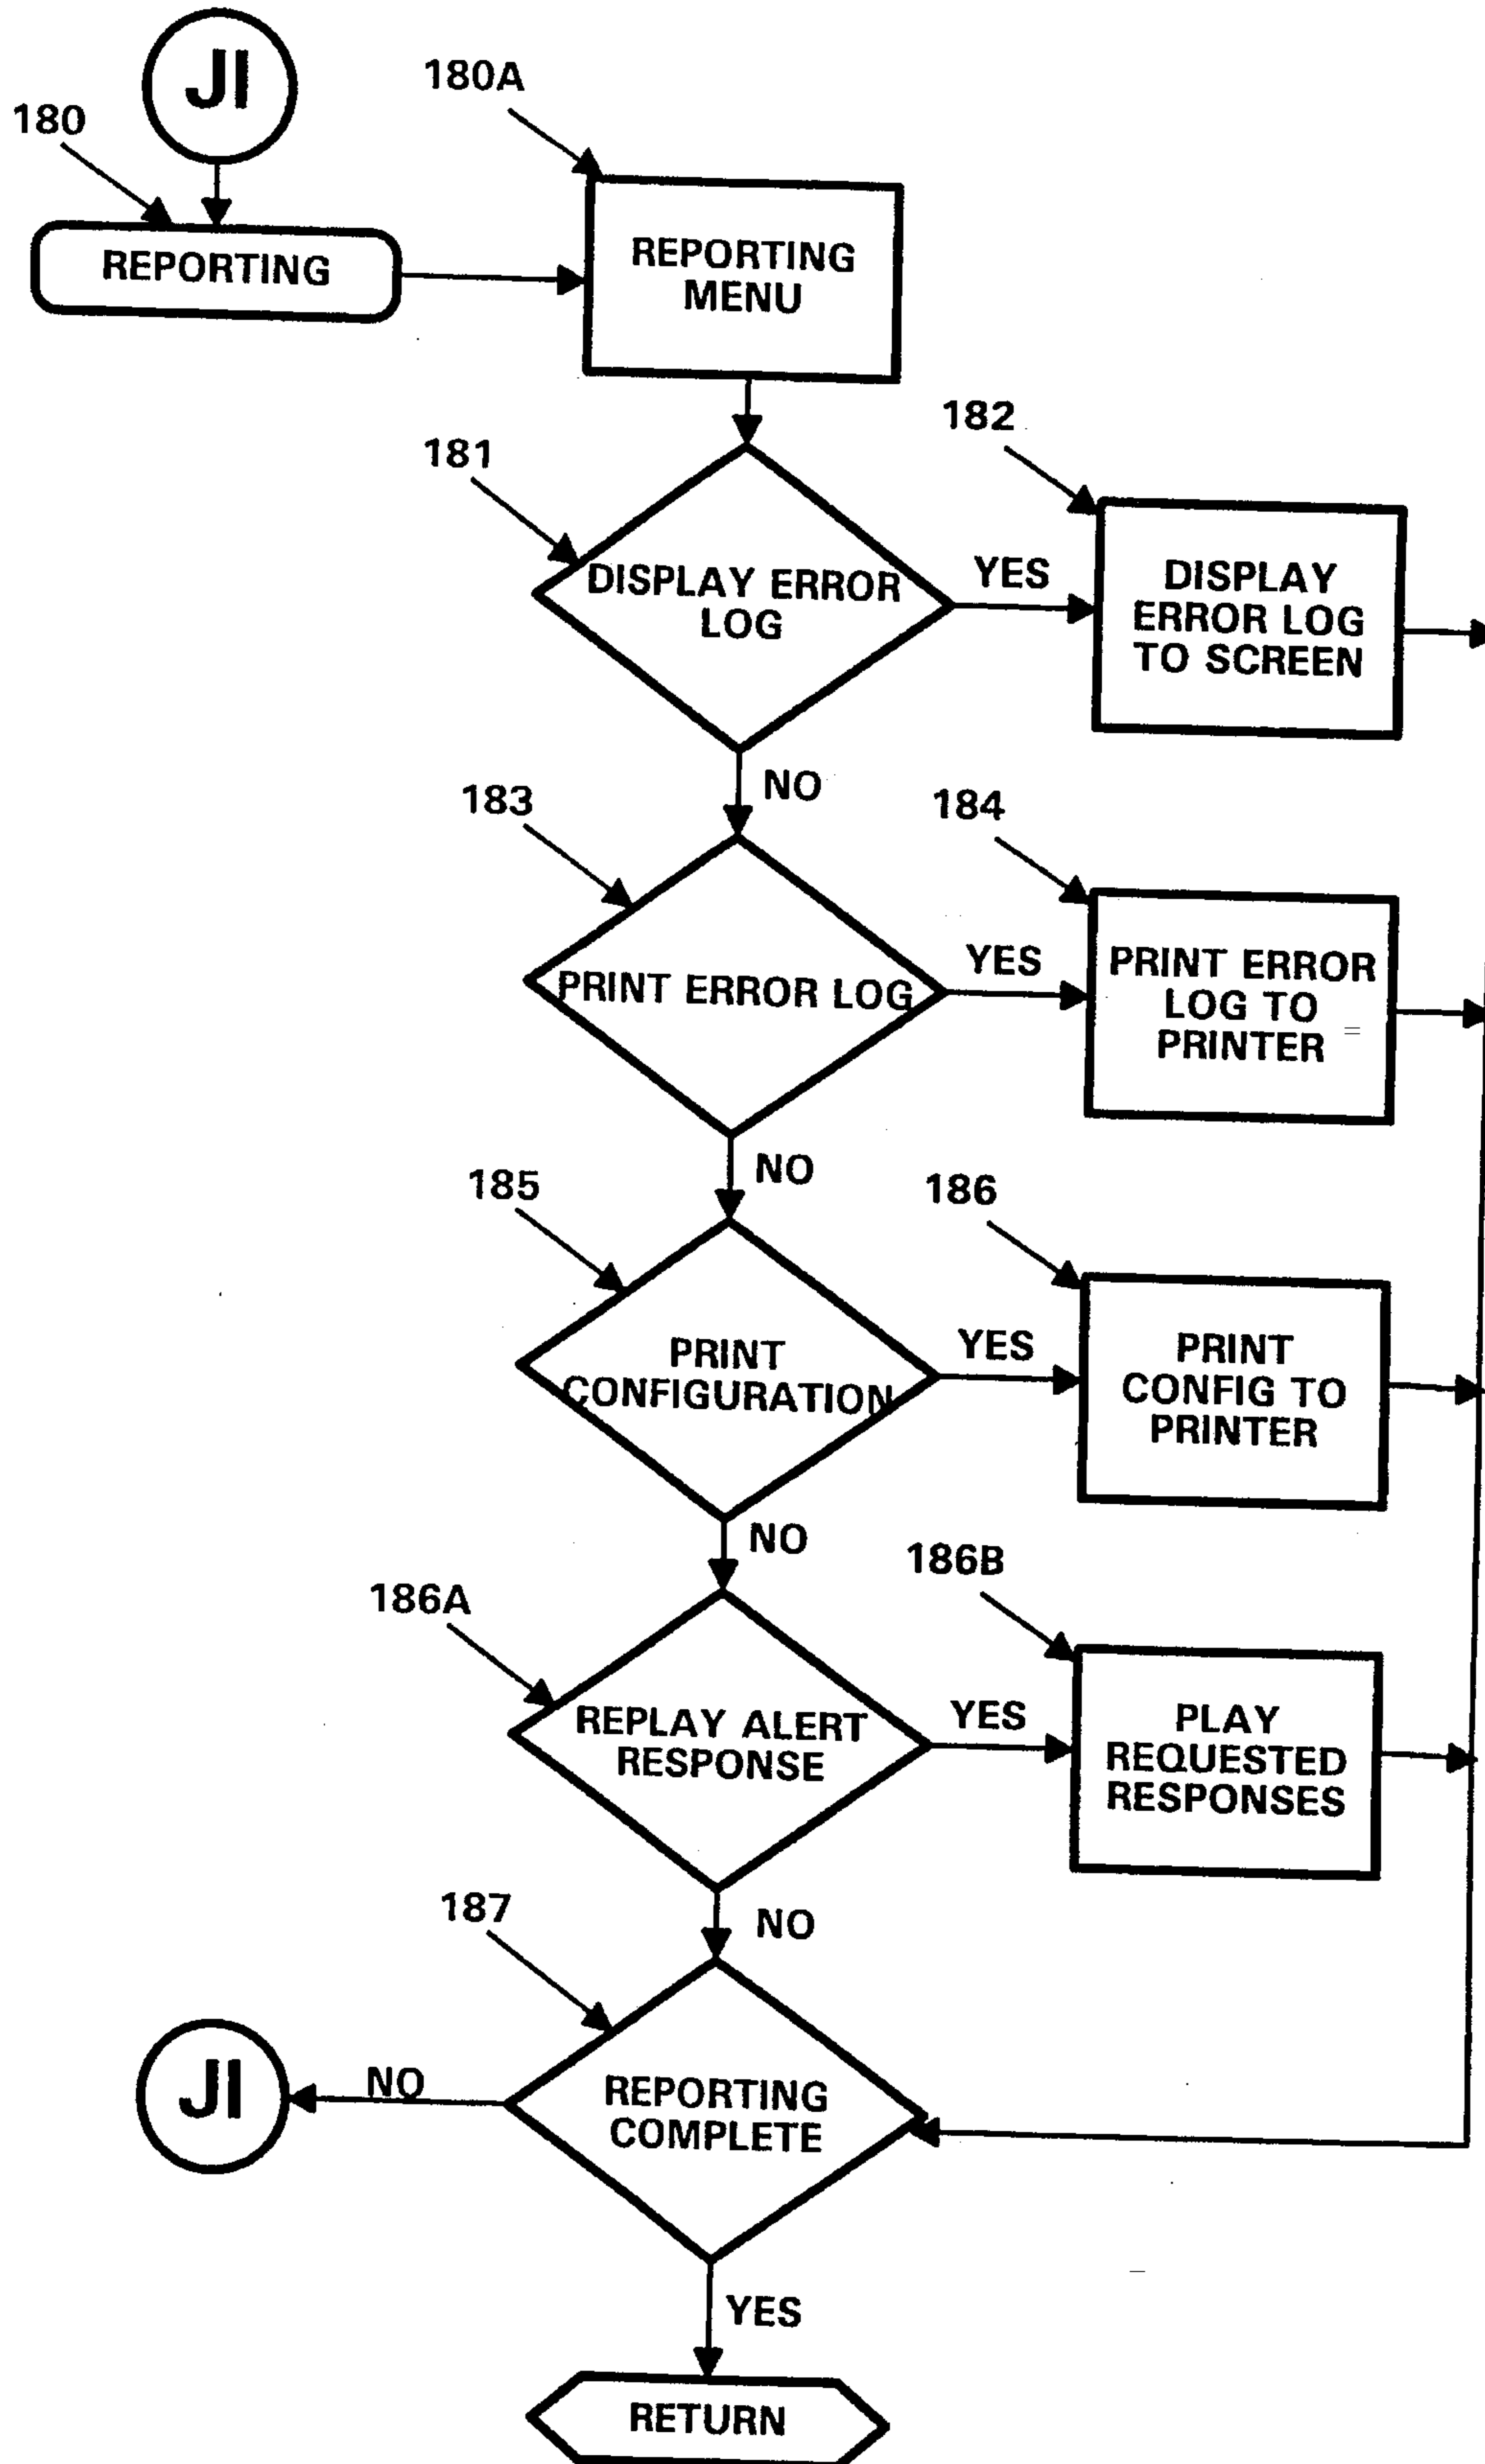 JI
180A
180
REPORTING
REPORTING
MENU
182
181
DISPLAY ERROR
LOG
YES
DISPLAY
ERROR LOG
TO SCREEN
NO
183
184
PRINT ERROR LOG
YES
PRINT ERROR
LOG TO
PRINTER
NO
185
186
PRINT
CONFIGURATION
YES
PRINT
CONFIG TO
PRINTER
NO
186A
186B
REPLAY ALERT
RESPONSE
YES
PLAY
REQUESTED
RESPONSES
NO
187
JI
NO
REPORTING
COMPLETE
YES
RETURN